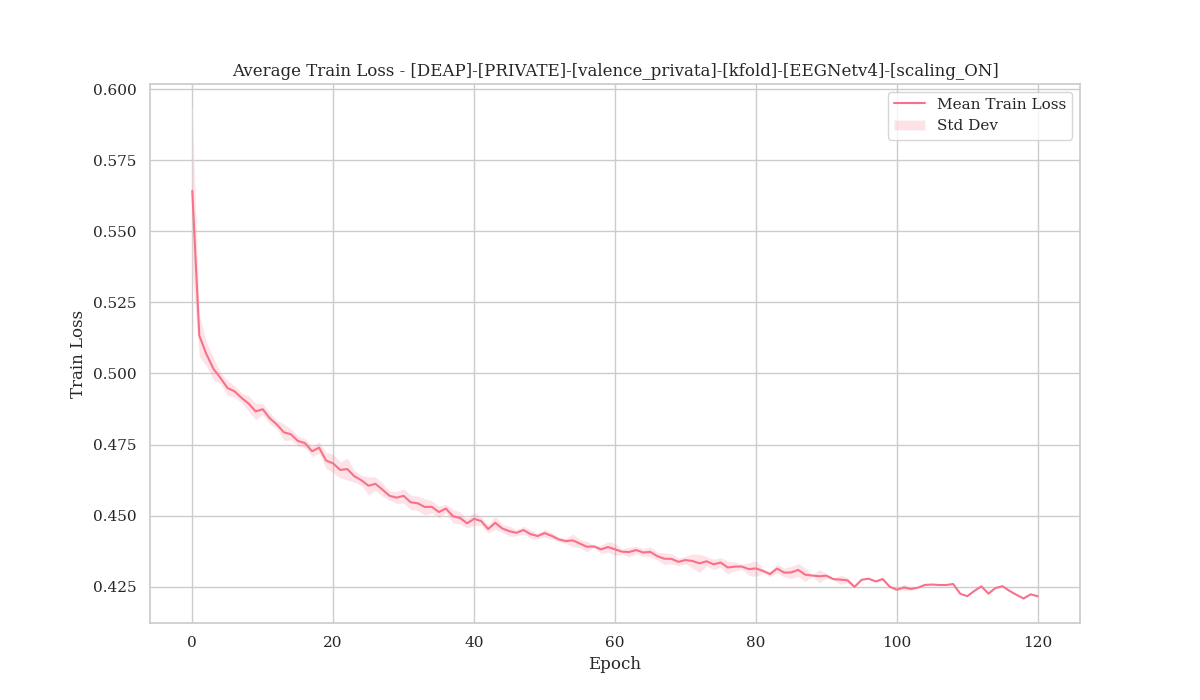 Average Train Loss - [DEAP]-[PRIVATE]-[valence_privata]-[kfold]-[EEGNetv4]-[scaling_ON]
Mean Train Loss
Std Dev
0.600
0.575
0.550
0.525
0.500
0.475
0.450
0.425
Train Loss
0 20 40 60 80 100 120
Epoch